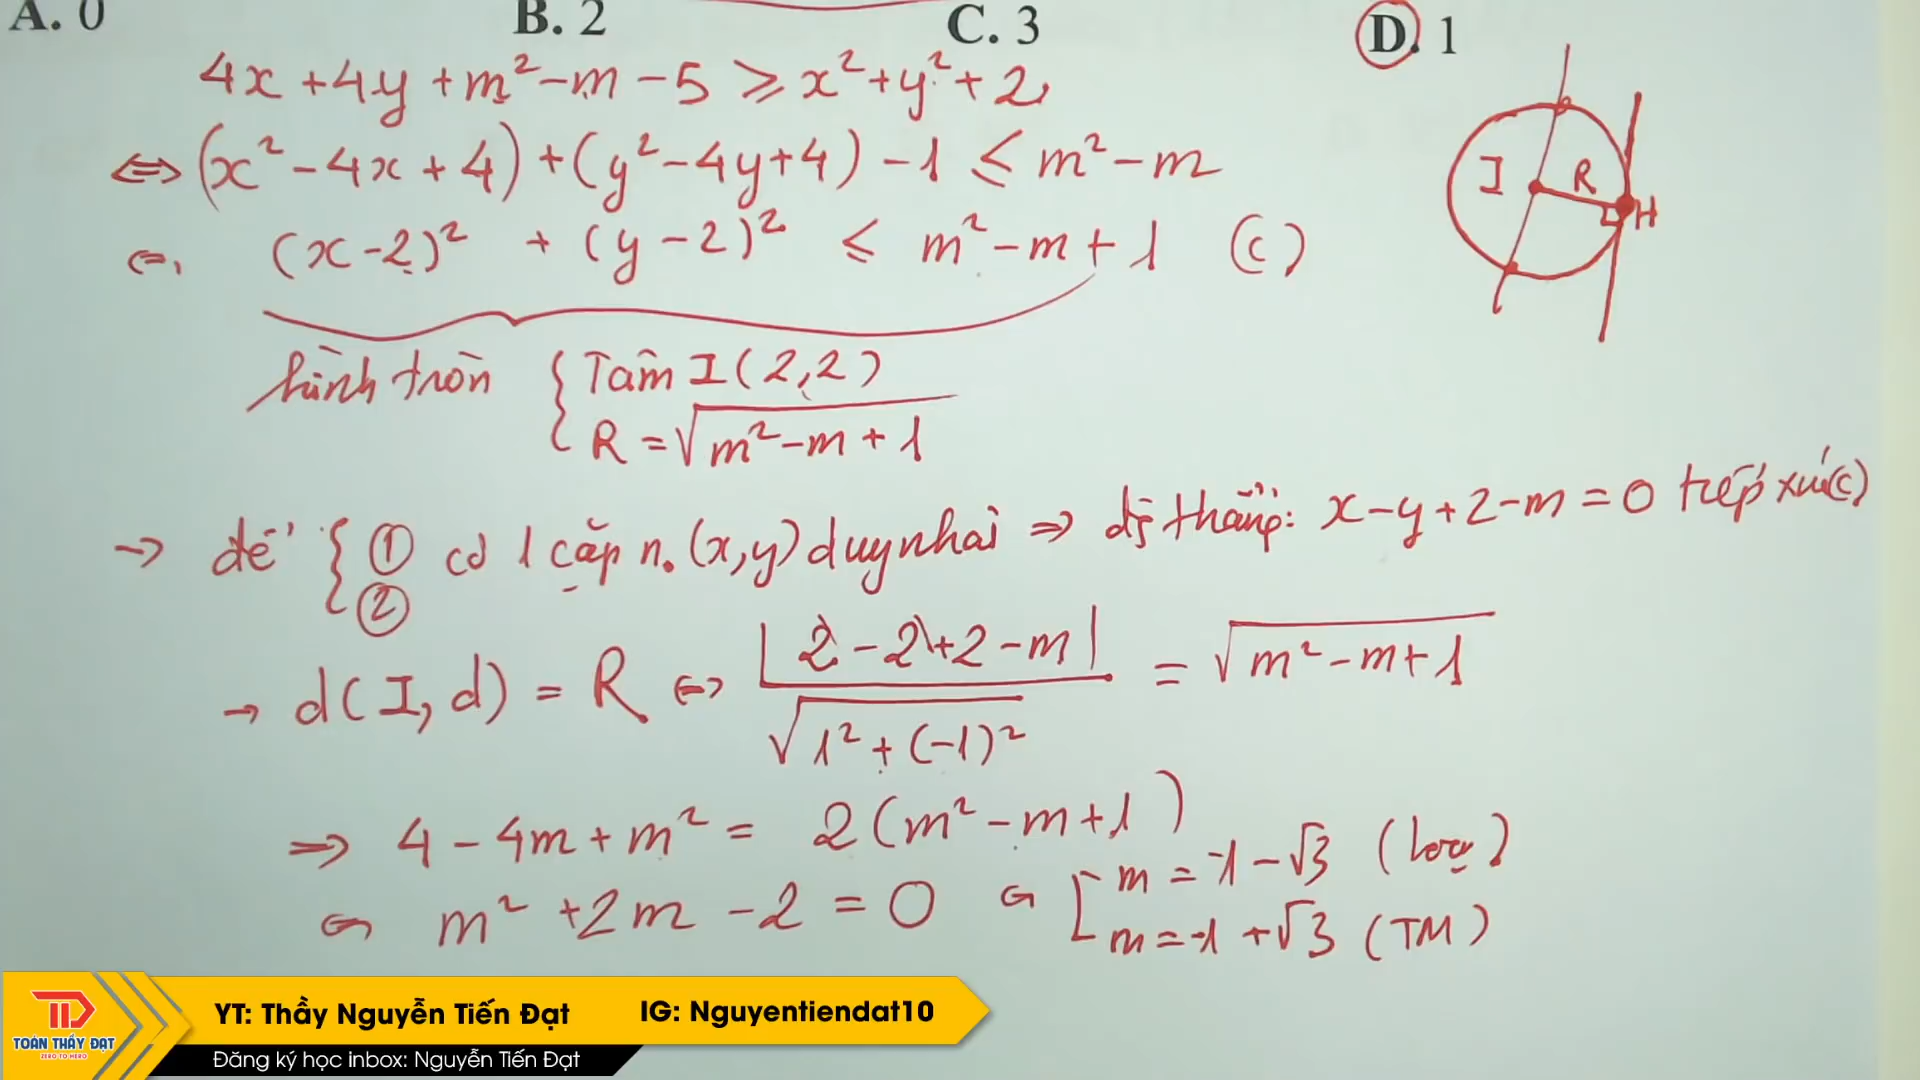 A. 0 B. 2 C. 3 D. 1
4x + 4y + m² - m - 5 ≥ x² + y² + 2
⇔ (x² - 4x + 4) + (y² - 4y + 4) - 1 ≤ m² - m
⇔ (x - 2)² + (y - 2)² ≤ m² - m + 1 (C)
I R H
hình tròn { Tâm I(2,2)
R = √(m² - m + 1)
→ để { ① có 1 cặp n. (x,y) duy nhất ⇒ đg thẳng: x - y + 2 - m = 0 tiếp xúc (C)
②
→ d(I, d) = R ⇔ |2 - 2 + 2 - m| / √(1² + (-1)²) = √(m² - m + 1)
⇒ 4 - 4m + m² = 2(m² - m + 1)
⇔ m² + 2m - 2 = 0 ⇔ [ m = -1 - √3 (loại)
m = -1 + √3 (TM)
TOÁN THẦY ĐẠT
ZERO TO HERO
YT: Thầy Nguyễn Tiến Đạt IG: Nguyentiendat10
Đăng ký học inbox: Nguyễn Tiến Đạt